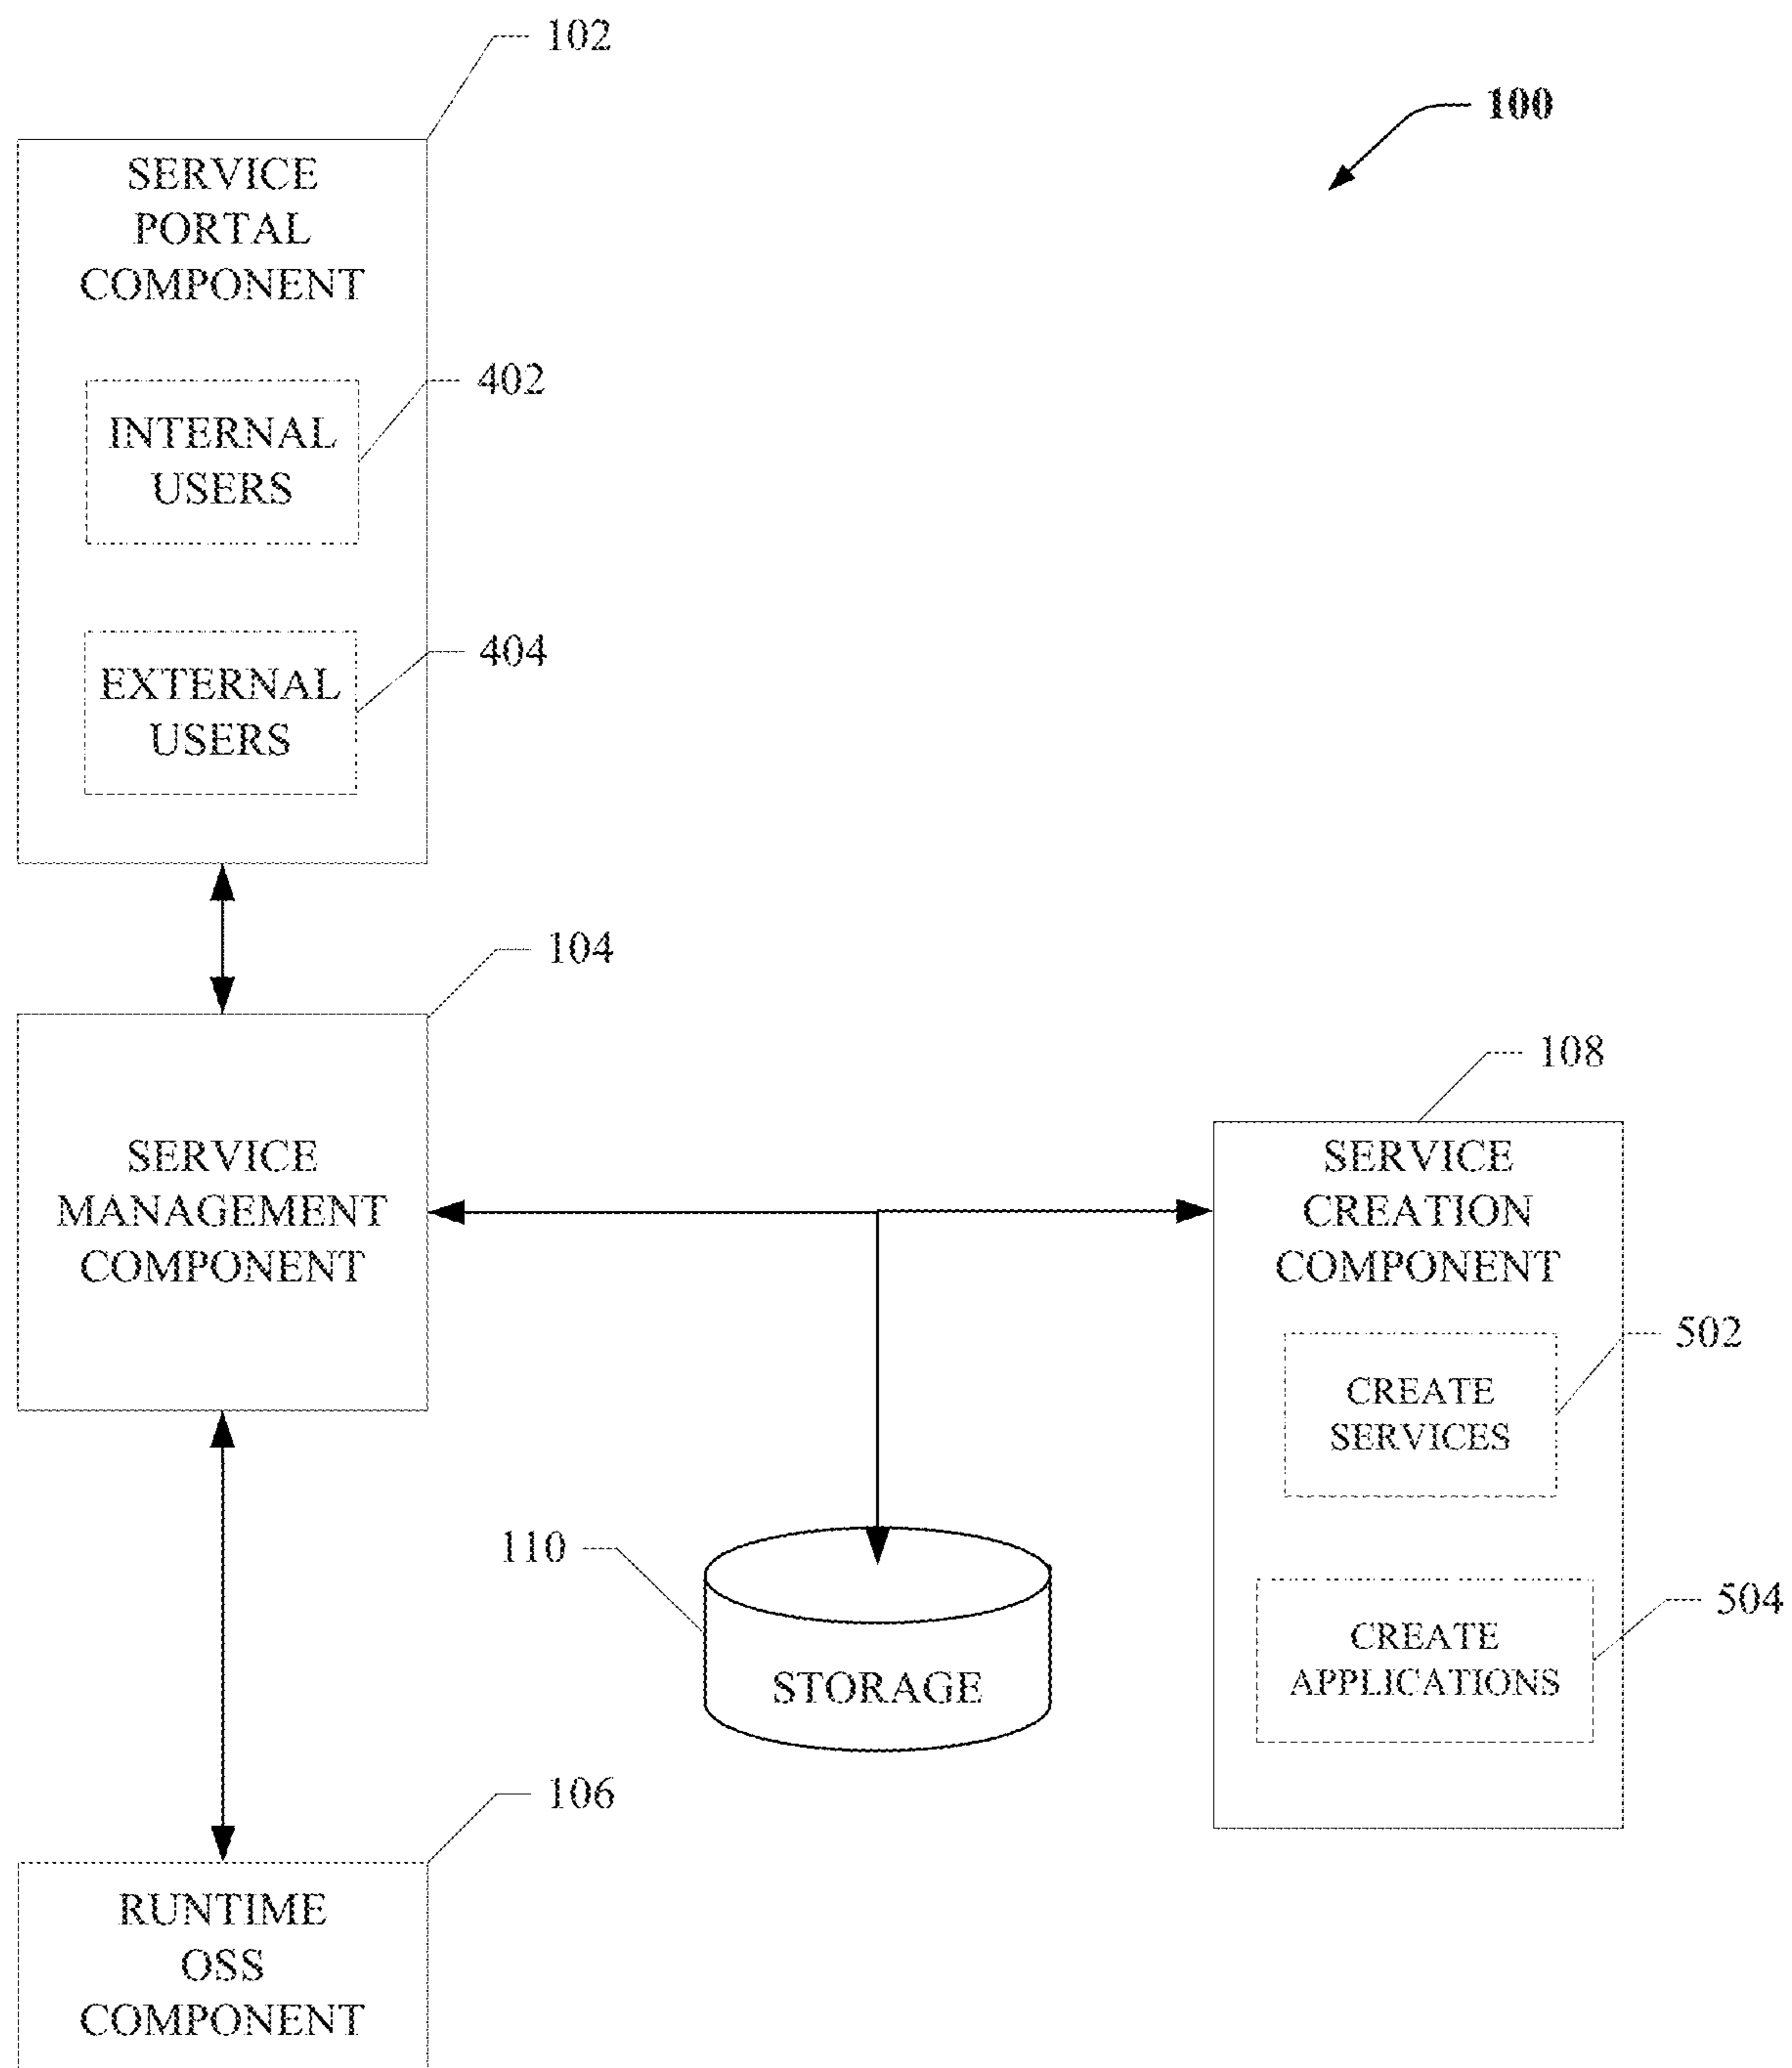 102
100
SERVICE
PORTAL
COMPONENT
402
INTERNAL
USERS
404
EXTERNAL
USERS
104
SERVICE
MANAGEMENT
COMPONENT
108
SERVICE
CREATION
COMPONENT
502
CREATE
SERVICES
110
STORAGE
504
CREATE
APPLICATIONS
106
RUNTIME
OSS
COMPONENT